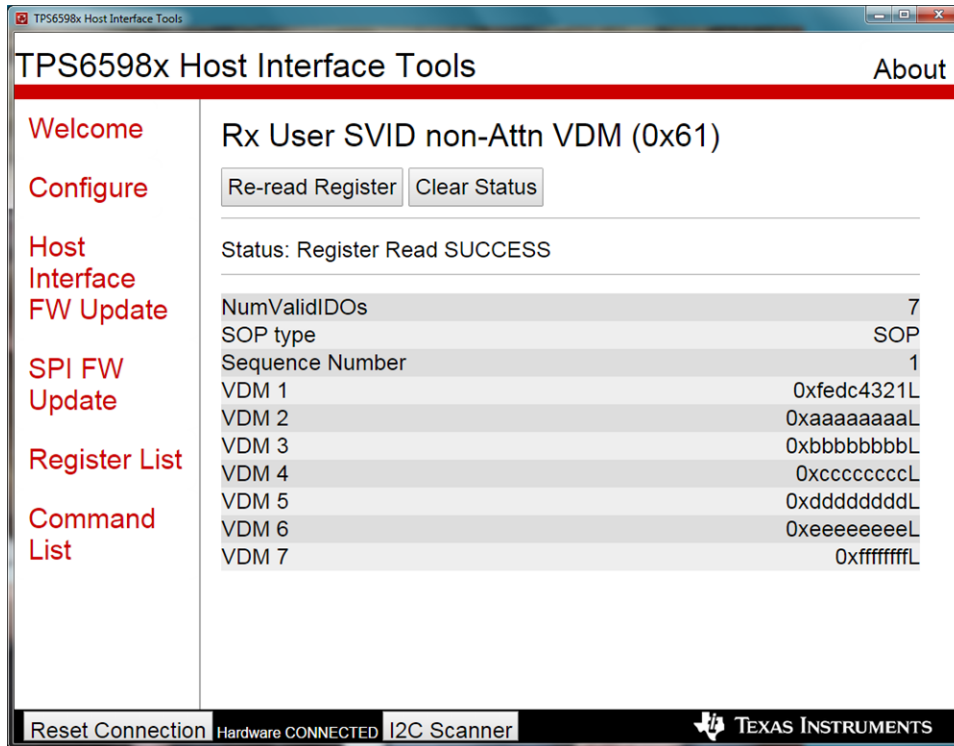 TPS6598x Host Interface Tools
TPS6598x Host Interface Tools
About
Welcome
Configure
Host
Interface
FW Update
SPI FW
Update
Register List
Command
List
Rx User SVID non-Attn VDM (0x61)
Re-read Register Clear Status
Status: Register Read SUCCESS
NumValidIDOs 7
SOP type SOP
Sequence Number 1
VDM 1 0xfedc4321L
VDM 2 0xaaaaaaaaL
VDM 3 0xbbbbbbbbL
VDM 4 0xccccccccL
VDM 5 0xddddddddL
VDM 6 0xeeeeeeeeL
VDM 7 0xffffffffL
Reset Connection Hardware CONNECTED I2C Scanner TEXAS INSTRUMENTS